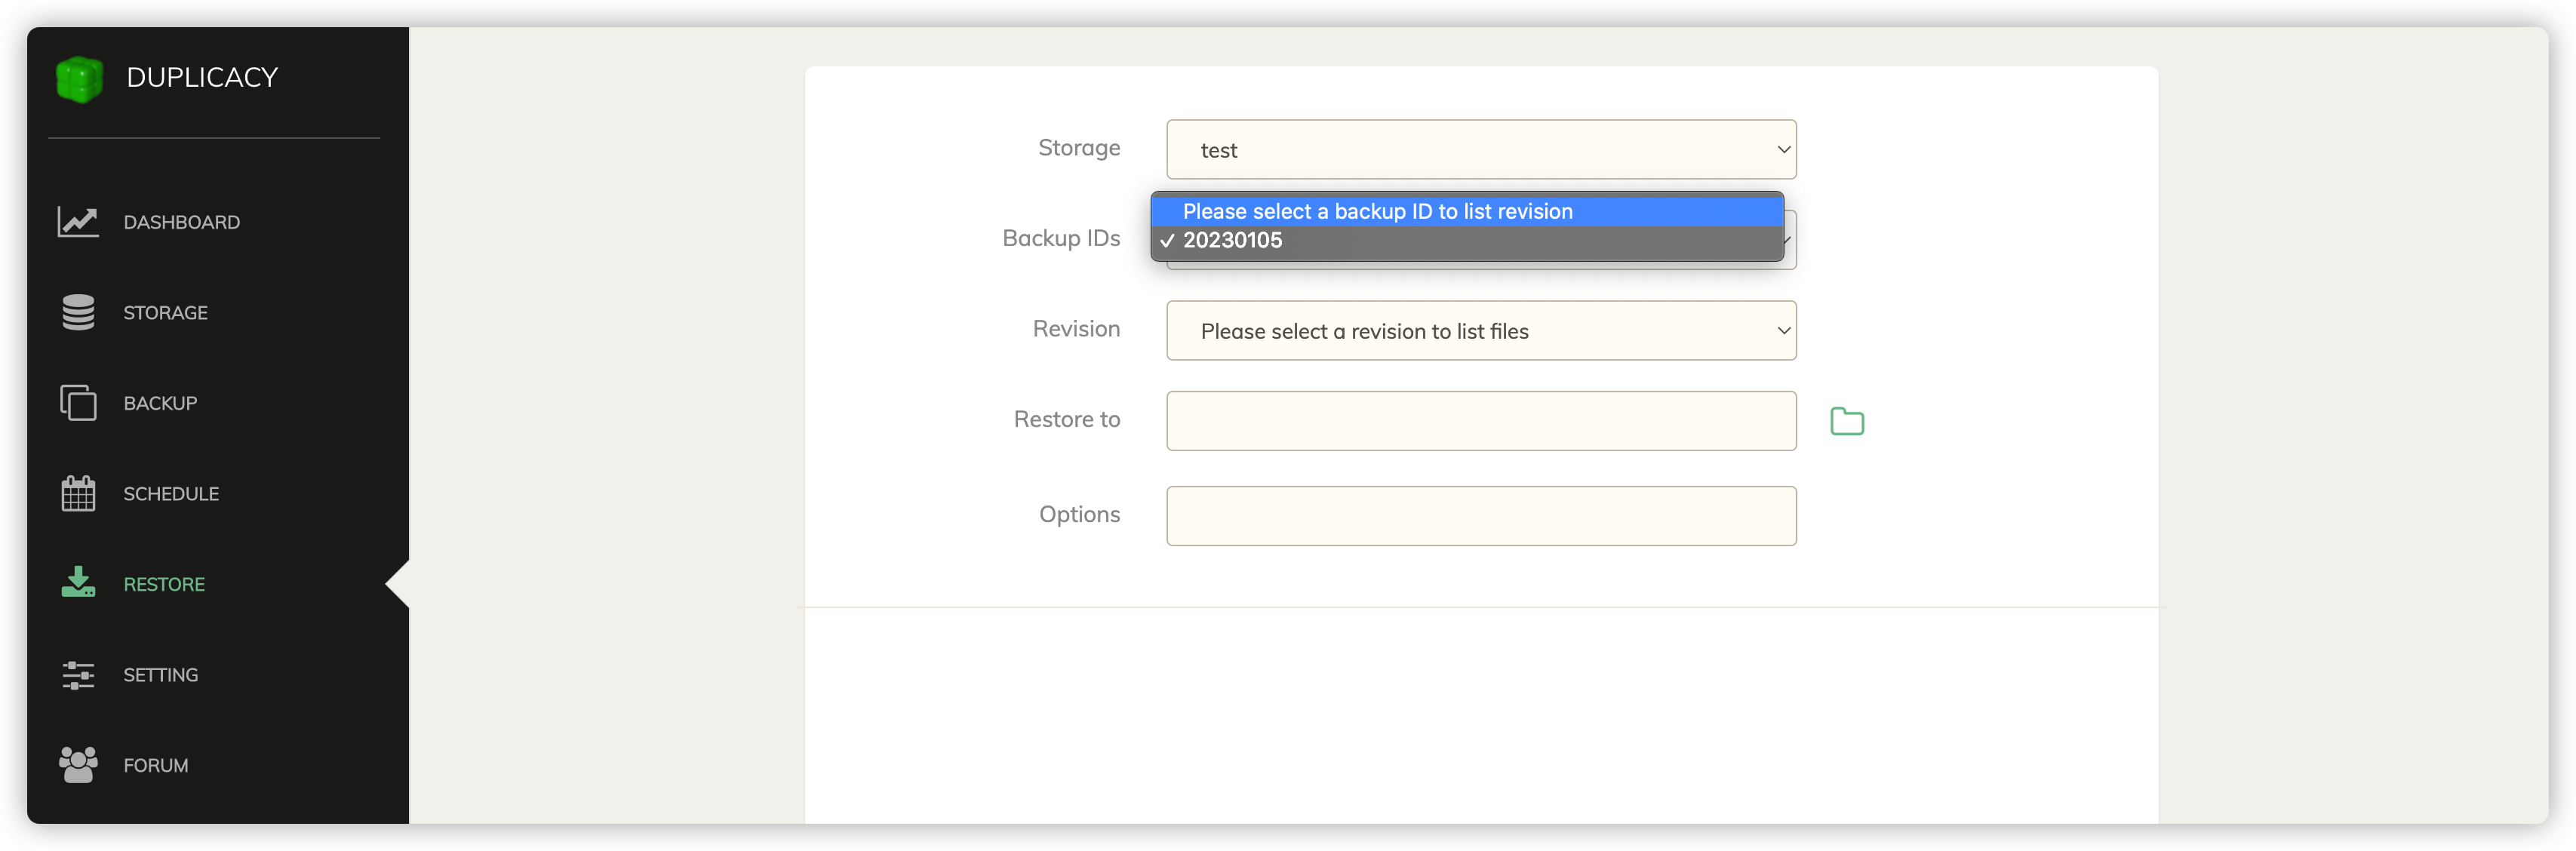 DUPLICACY
DASHBOARD
STORAGE
BACKUP
SCHEDULE
RESTORE
SETTING
FORUM
Storage
test
Backup IDs
Please select a backup ID to list revision
✓ 20230105
Revision
Please select a revision to list files
Restore to
Options